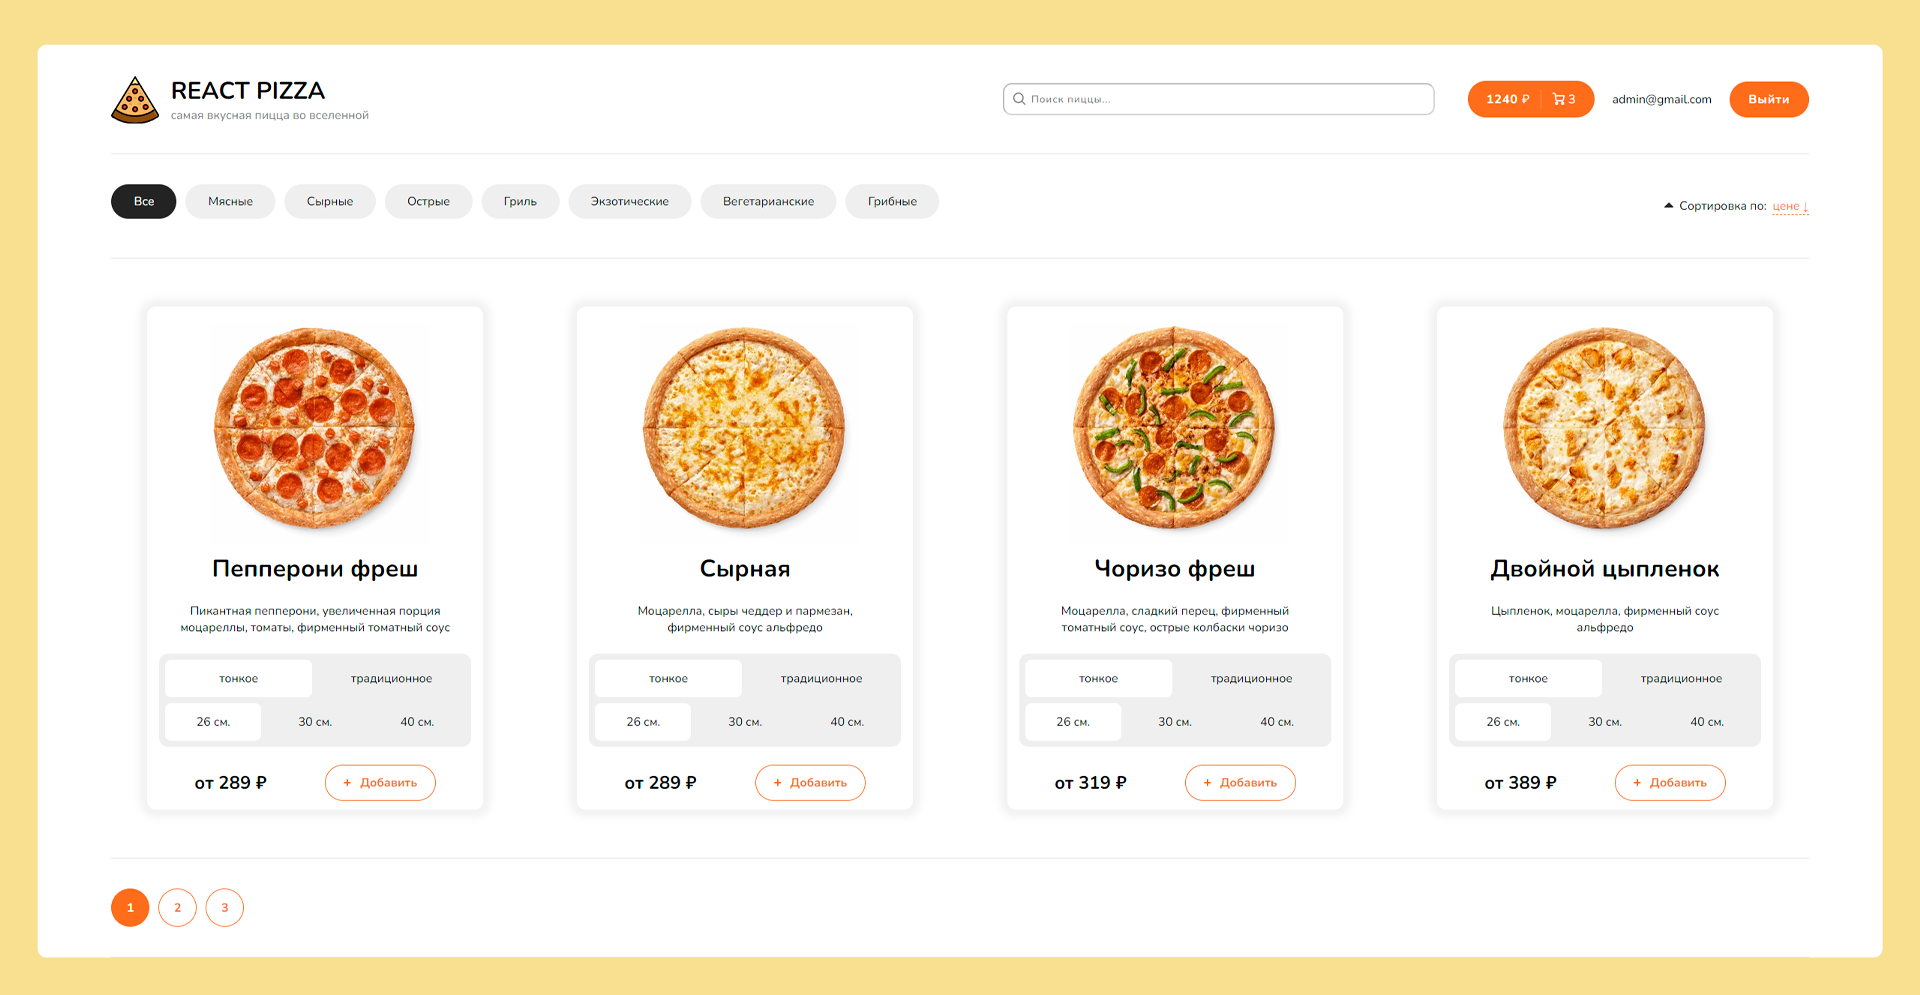 REACT PIZZA
самая вкусная пицца во вселенной
Поиск пиццы...
1240 ₽ 3
admin@gmail.com
Выйти
Все Мясные Сырные Острые Гриль Экзотические Вегетарианские Грибные
Сортировка по: цене ↓
Пепперони фреш
Пикантная пепперони, увеличенная порция
моцареллы, томаты, фирменный томатный соус
тонкое традиционное
26 см. 30 см. 40 см.
от 289 ₽ + Добавить
Сырная
Моцарелла, сыры чеддер и пармезан,
фирменный соус альфредо
тонкое традиционное
26 см. 30 см. 40 см.
от 289 ₽ + Добавить
Чоризо фреш
Моцарелла, сладкий перец, фирменный
томатный соус, острые колбаски чоризо
тонкое традиционное
26 см. 30 см. 40 см.
от 319 ₽ + Добавить
Двойной цыпленок
Цыпленок, моцарелла, фирменный соус
альфредо
тонкое традиционное
26 см. 30 см. 40 см.
от 389 ₽ + Добавить
1 2 3